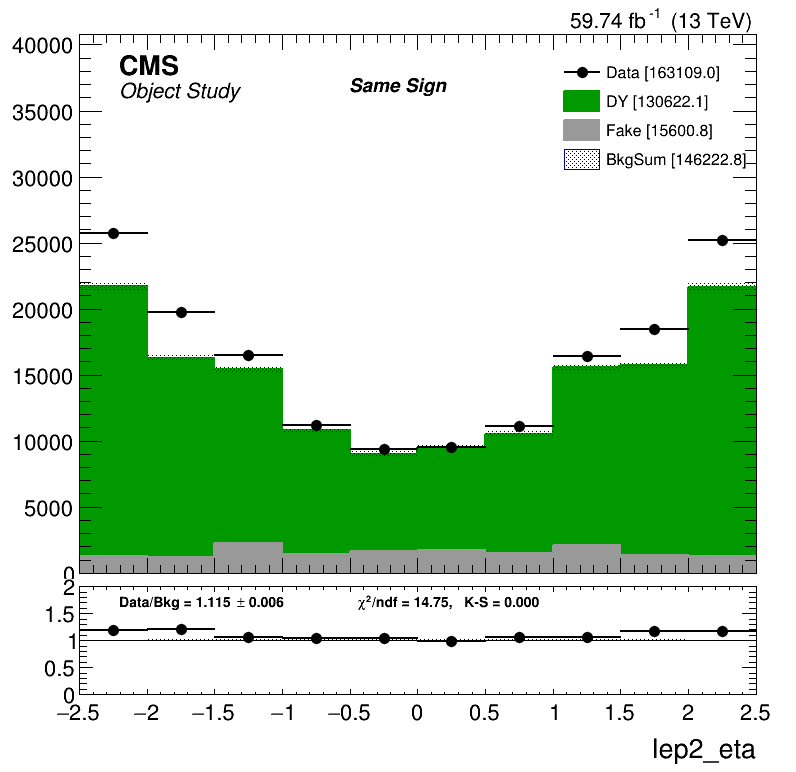 59.74 fb⁻¹ (13 TeV)
40000
35000
30000
25000
20000
15000
10000
5000
0
CMS
Object Study
Same Sign
Data [163109.0]
DY [130622.1]
Fake [15600.8]
BkgSum [146222.8]
2
1.5
1
0.5
0
Data/Bkg = 1.115 ± 0.006
χ²/ndf = 14.75, K-S = 0.000
−2.5 −2 −1.5 −1 −0.5 0 0.5 1 1.5 2 2.5
lep2_eta